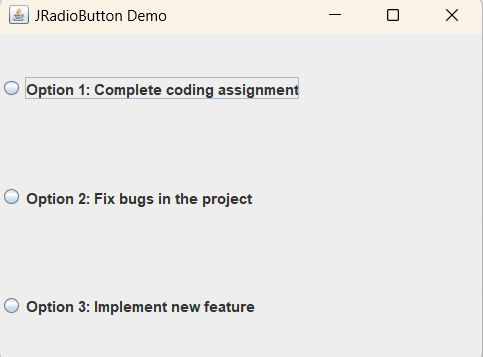 JRadioButton Demo
Option 1: Complete coding assignment
Option 2: Fix bugs in the project
Option 3: Implement new feature